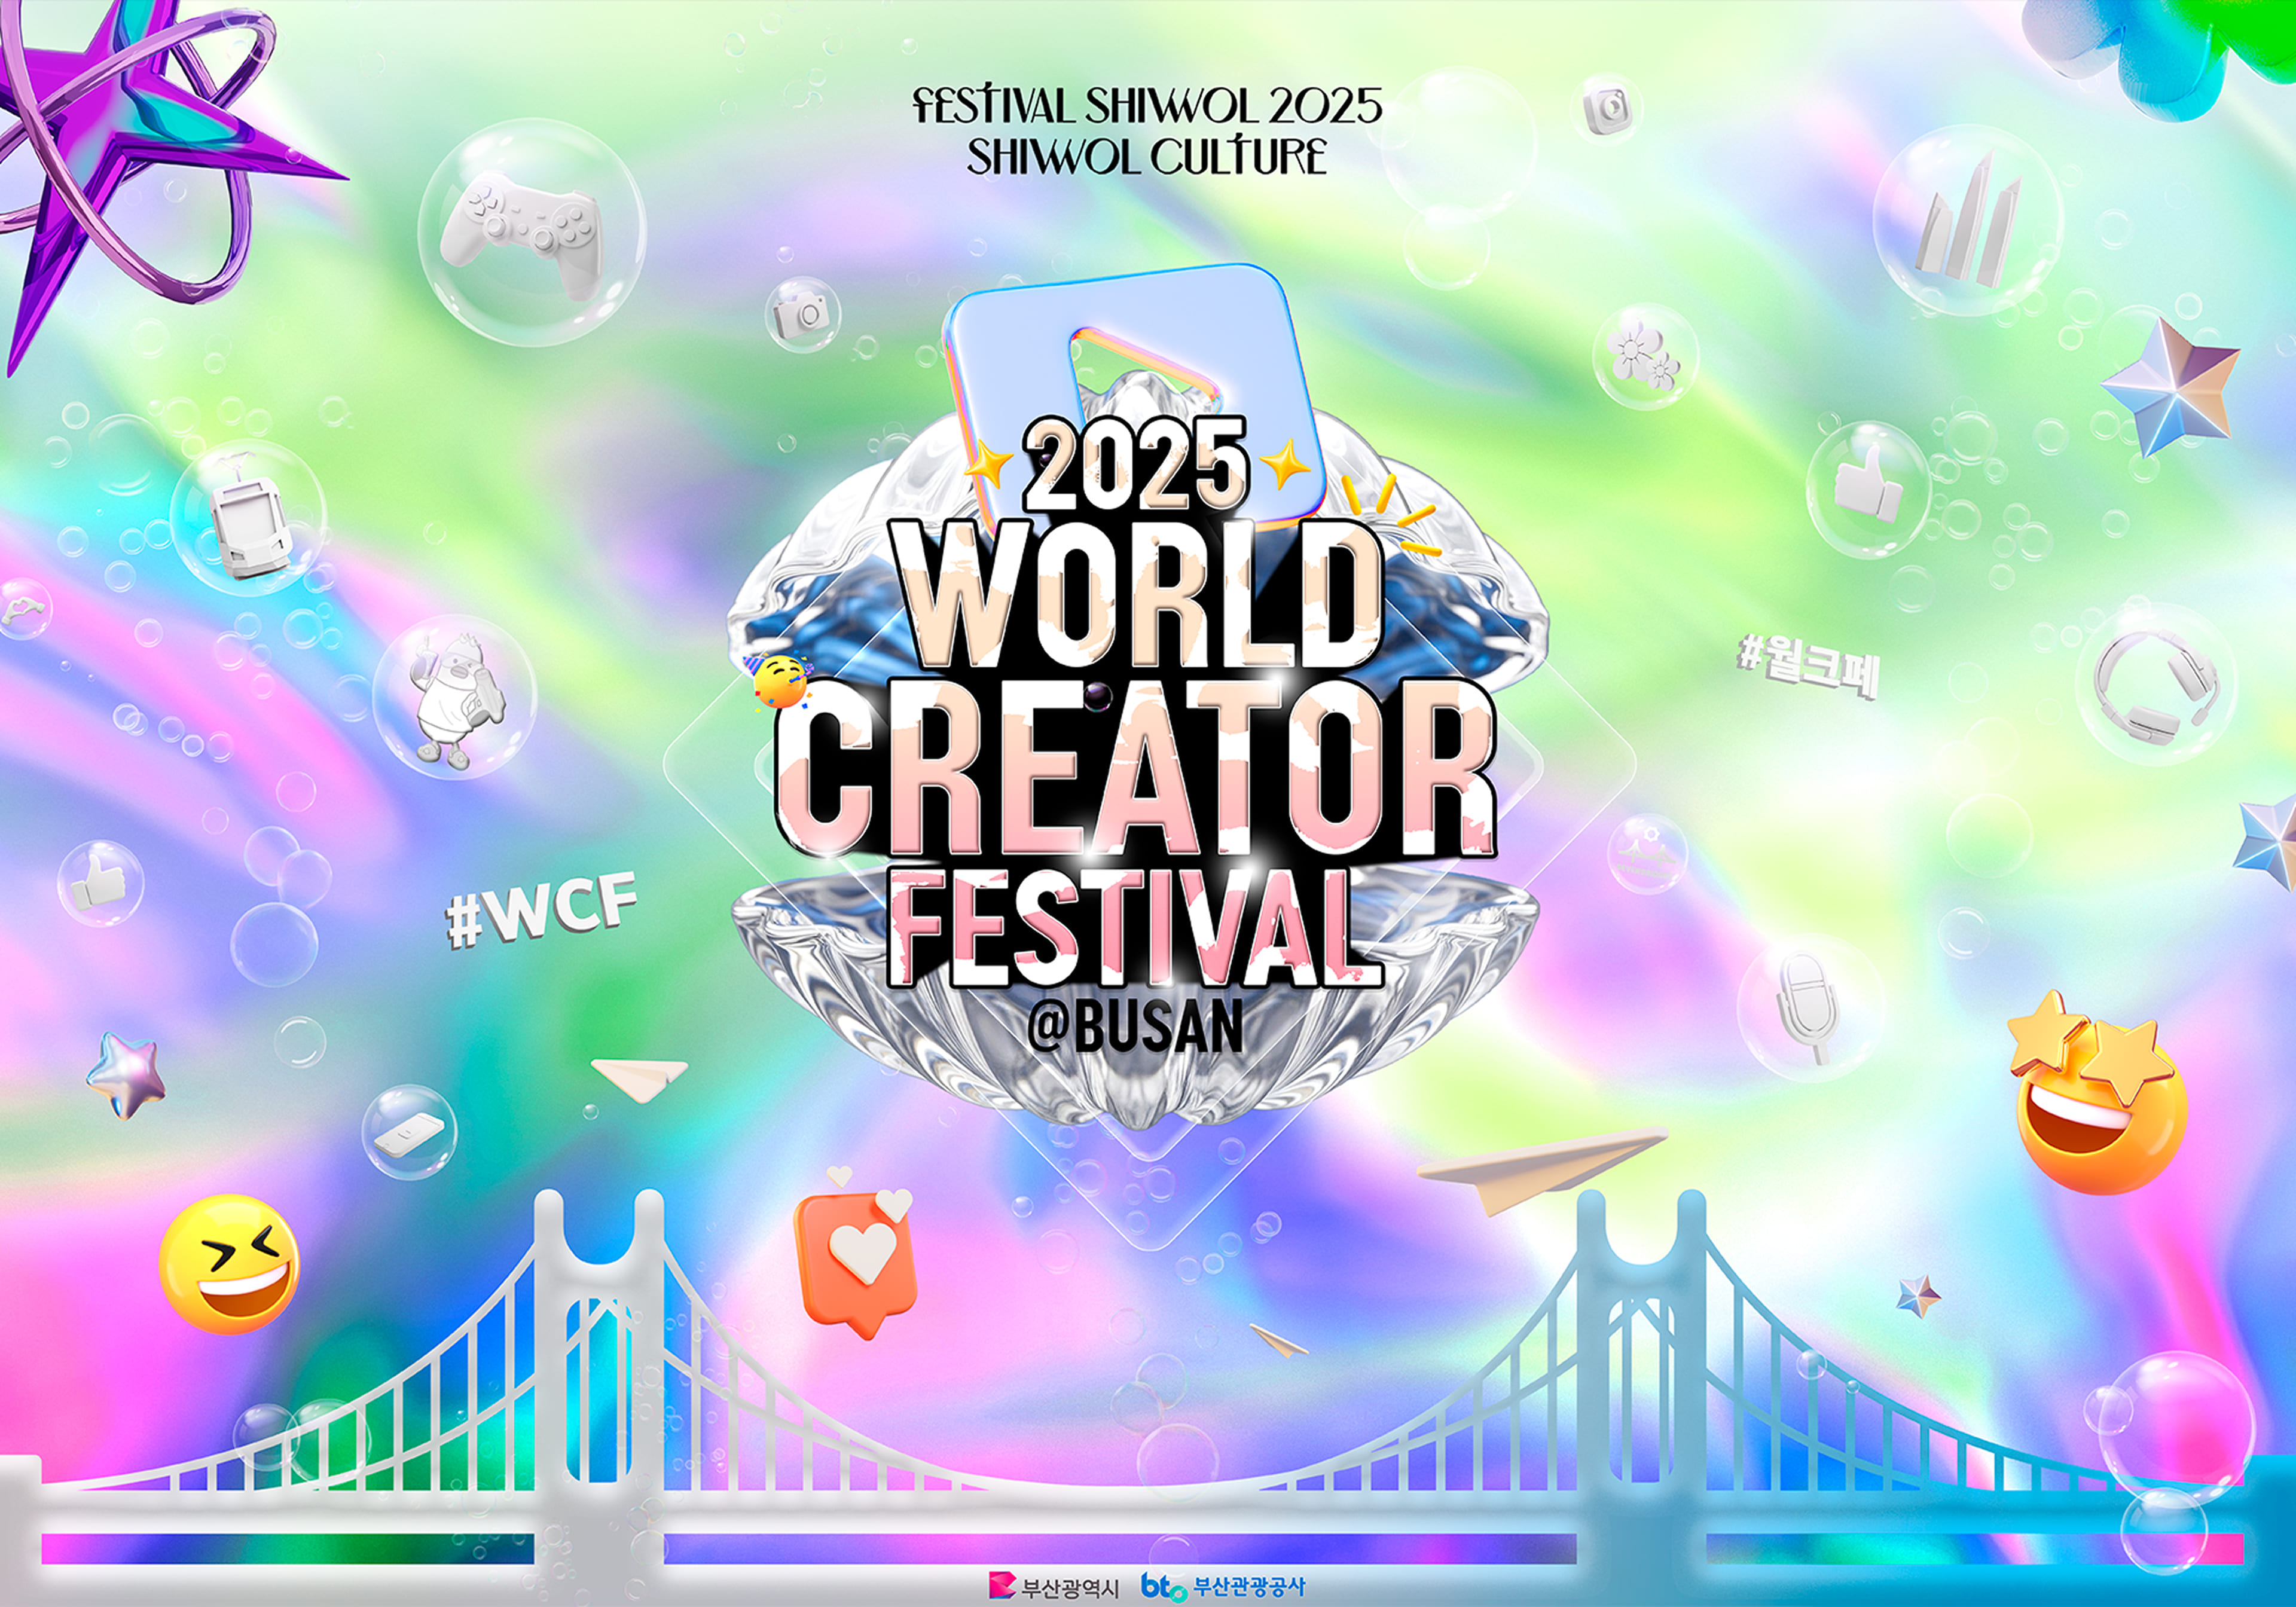 FESTIVAL SHIWOL 2025
SHIWOL CULTURE
2025
WORLD
CREATOR
FESTIVAL
@BUSAN
#월크페
#WCF
부산광역시 bto 부산관광공사